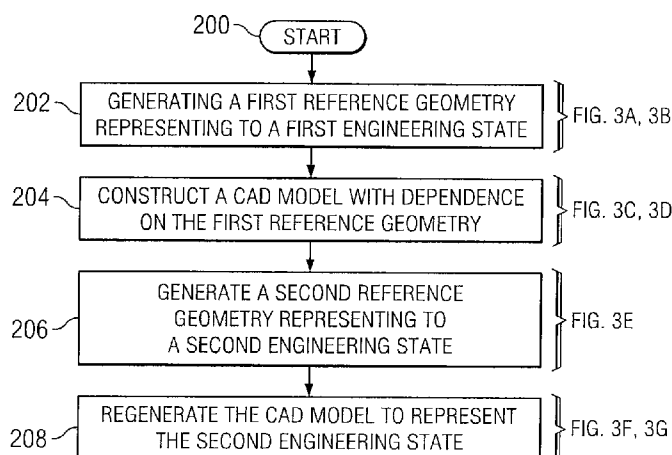 200
START
202
GENERATING A FIRST REFERENCE GEOMETRY
REPRESENTING TO A FIRST ENGINEERING STATE
FIG. 3A, 3B
204
CONSTRUCT A CAD MODEL WITH DEPENDENCE
ON THE FIRST REFERENCE GEOMETRY
FIG. 3C, 3D
206
GENERATE A SECOND REFERENCE
GEOMETRY REPRESENTING TO
A SECOND ENGINEERING STATE
FIG. 3E
208
REGENERATE THE CAD MODEL TO REPRESENT
THE SECOND ENGINEERING STATE
FIG. 3F, 3G